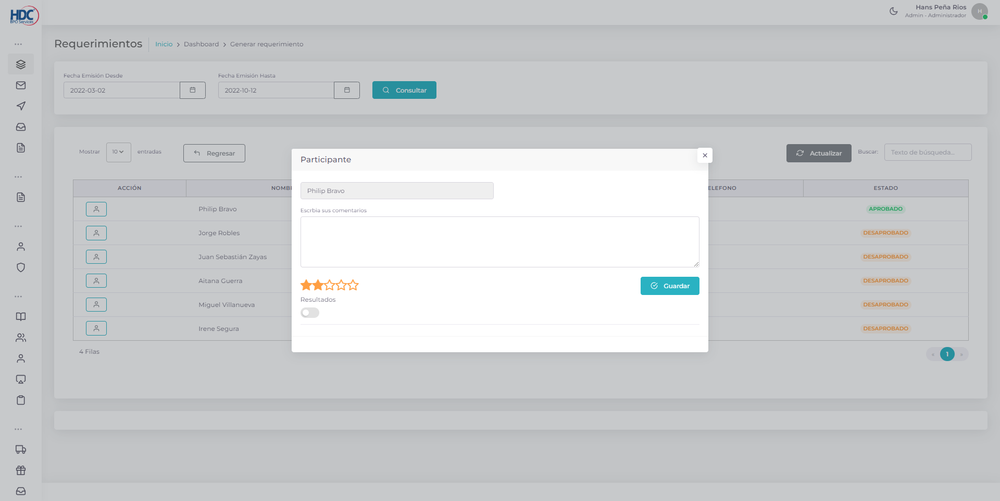 HDC
BPO Services
Hans Peña Rios
Admin - Administrador
H
Requerimientos
Inicio > Dashboard > Generar requerimiento
Fecha Emisión Desde
Fecha Emisión Hasta
2022-03-02
2022-10-12
Consultar
Mostrar 10 entradas
Regresar
Actualizar
Buscar:
Texto de búsqueda...
Participante
×
ACCIÓN
NOMB
ELEFONO
ESTADO
Philip Bravo
Escrbia sus comentarios
Philip Bravo
APROBADO
Jorge Robles
DESAPROBADO
Juan Sebastián Zayas
DESAPROBADO
Aitana Guerra
DESAPROBADO
Guardar
Resultados
Miguel Villanueva
DESAPROBADO
Irene Segura
DESAPROBADO
4 Filas
« 1 »